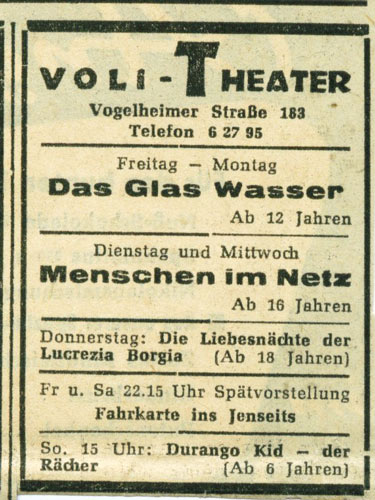 VOLI-THEATER
Vogelheimer Straße 183
Telefon 6 27 95
Freitag – Montag
Das Glas Wasser
Ab 12 Jahren
Dienstag und Mittwoch
Menschen im Netz
Ab 16 Jahren
Donnerstag: Die Liebesnächte der
Lucrezia Borgia (Ab 18 Jahren)
Fr u. Sa 22.15 Uhr Spätvorstellung
Fahrkarte ins Jenseits
So. 15 Uhr: Durango Kid – der
Rächer (Ab 6 Jahren)